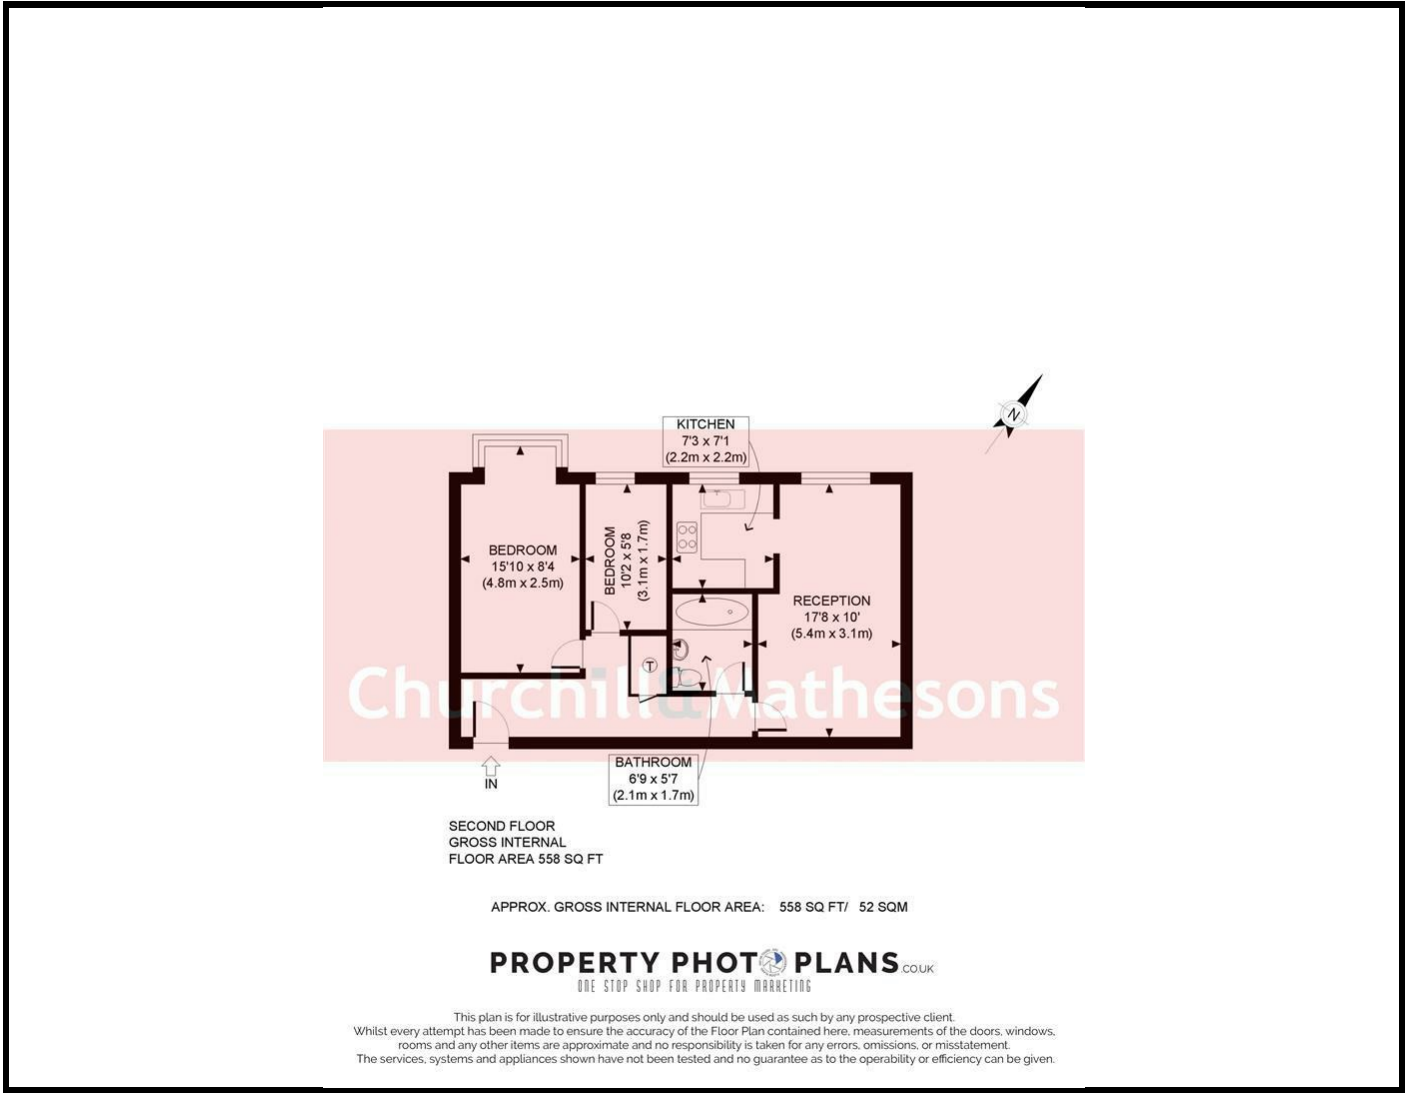 N
KITCHEN
7'3 x 7'1
(2.2m x 2.2m)
T
BEDROOM
15'10 x 8'4
(4.8m x 2.5m)
BEDROOM
10'2 x 5'8
(3.1m x 1.7m)
RECEPTION
17'8 x 10'
(5.4m x 3.1m)
T
Churchill&Mathesons
BATHROOM
6'9 x 5'7
(2.1m x 1.7m)
IN
SECOND FLOOR
GROSS INTERNAL
FLOOR AREA 558 SQ FT
APPROX. GROSS INTERNAL FLOOR AREA: 558 SQ FT/ 52 SQM
PROPERTY PHOTO PLANS.CO.UK
ONE STOP SHOP FOR PROPERTY MARKETING
This plan is for illustrative purposes only and should be used as such by any prospective client.
Whilst every attempt has been made to ensure the accuracy of the Floor Plan contained here, measurements of the doors, windows,
rooms and any other items are approximate and no responsibility is taken for any errors, omissions, or misstatement.
The services, systems and appliances shown have not been tested and no guarantee as to the operability or efficiency can be given.